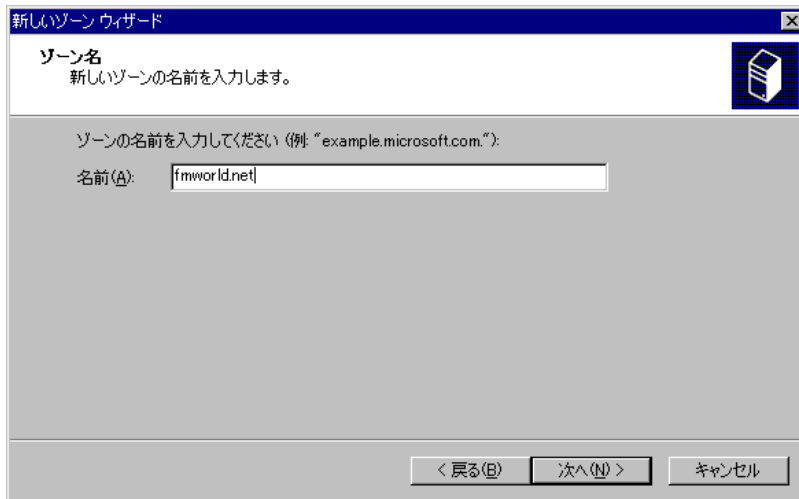 新しいゾーン ウィザード
ゾーン名
新しいゾーンの名前を入力します。
ゾーンの名前を入力してください (例: "example.microsoft.com."):
名前(A): fmworld.net
< 戻る(B) 次へ(N) > キャンセル